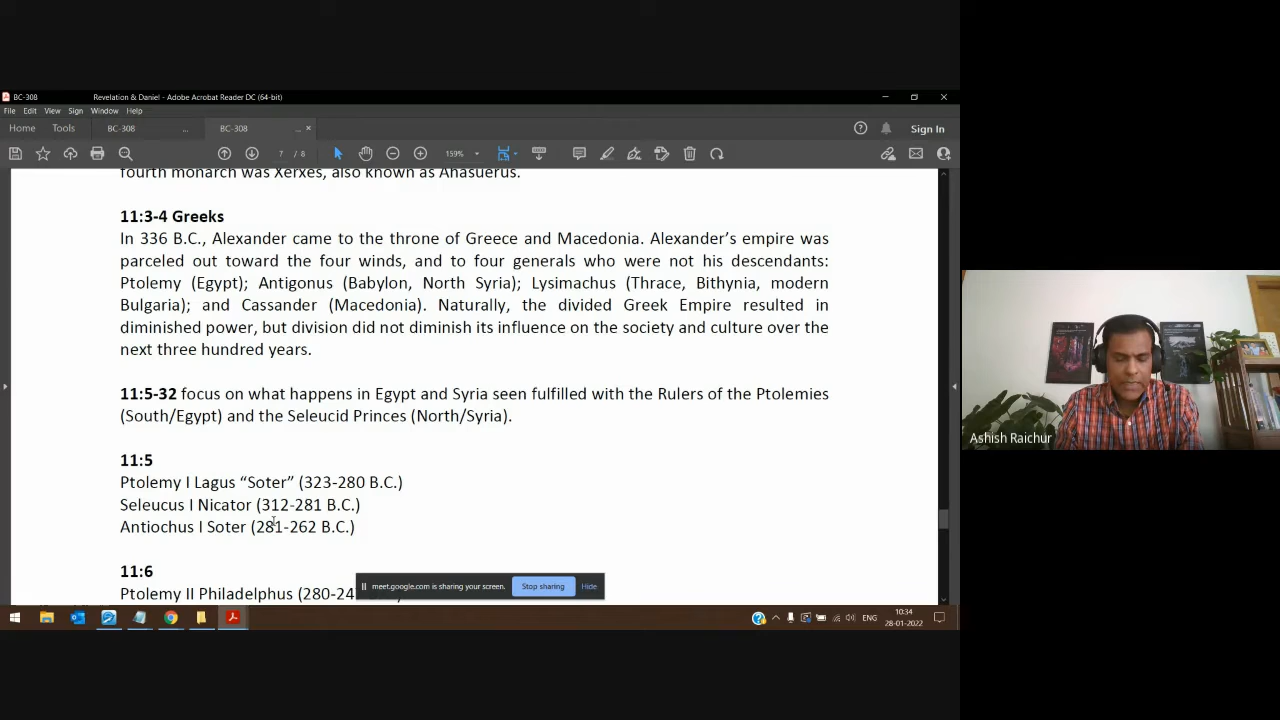 BC-308 Revelation & Daniel - Adobe Acrobat Reader DC (64-bit)
File Edit View Sign Window Help
Home Tools BC-308 ... BC-308 ... × Sign In
7 / 8 159%
fourth monarch was Xerxes, also known as Ahasuerus.
11:3-4 Greeks
In 336 B.C., Alexander came to the throne of Greece and Macedonia. Alexander’s empire was
parceled out toward the four winds, and to four generals who were not his descendants:
Ptolemy (Egypt); Antigonus (Babylon, North Syria); Lysimachus (Thrace, Bithynia, modern
Bulgaria); and Cassander (Macedonia). Naturally, the divided Greek Empire resulted in
diminished power, but division did not diminish its influence on the society and culture over the
next three hundred years.
11:5-32 focus on what happens in Egypt and Syria seen fulfilled with the Rulers of the Ptolemies
(South/Egypt) and the Seleucid Princes (North/Syria).
11:5
Ptolemy I Lagus “Soter” (323-280 B.C.)
Seleucus I Nicator (312-281 B.C.)
Antiochus I Soter (281-262 B.C.)
11:6
Ptolemy II Philadelphus (280-24
meet.google.com is sharing your screen. Stop sharing Hide
ENG
10:34
28-01-2022
Ashish Raichur